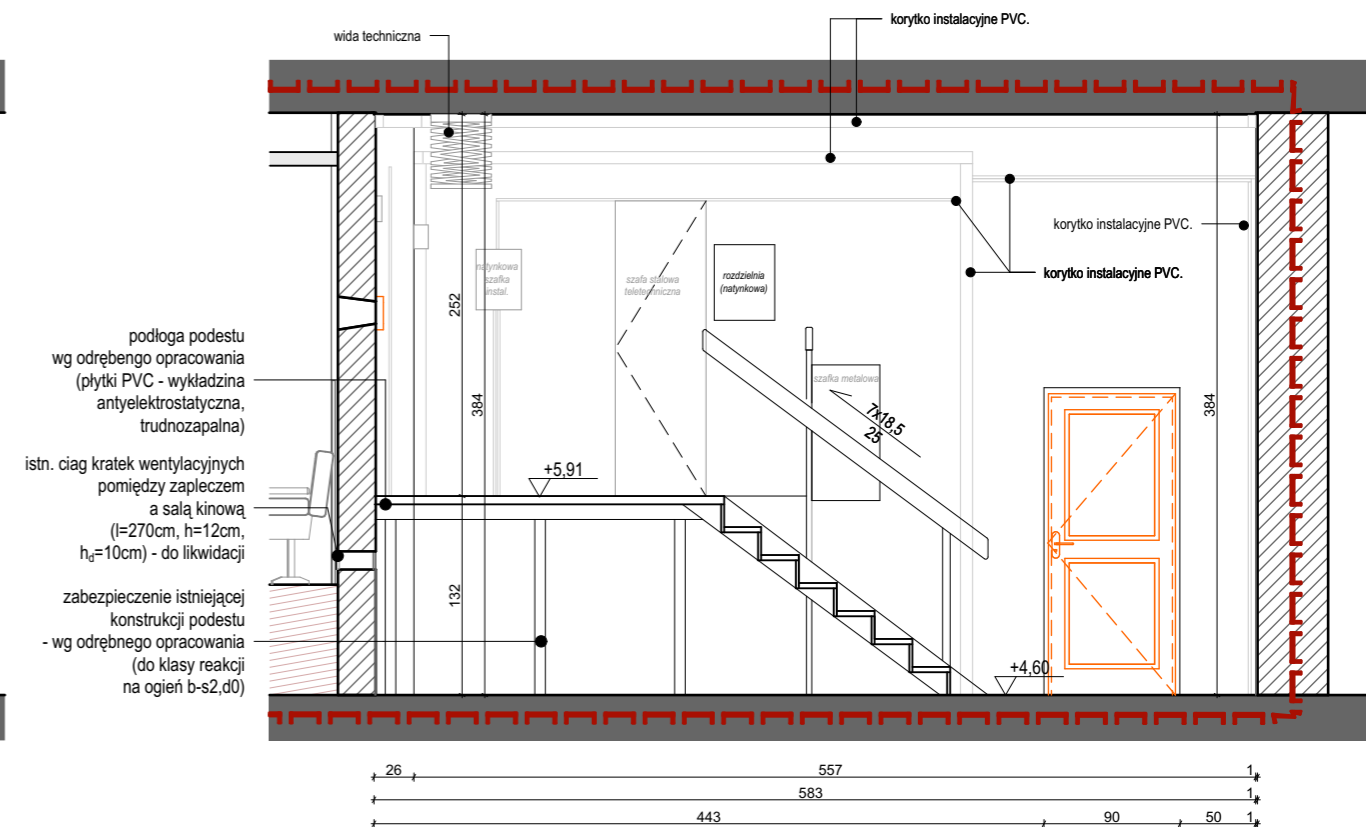 korytko instalacyjne PVC.
wida techniczna
korytko instalacyjne PVC.
korytko instalacyjne PVC.
natynkowa
szafka
instal.
szafa stalowa
teletechniczna
rozdzielnia
(natynkowa)
252
384
384
132
podłoga podestu
wg odrębengo opracowania
(płytki PVC - wykładzina
antyelektrostatyczna,
trudnozapalna)
szafka metalowa
7x18,5
25
istn. ciag kratek wentylacyjnych
pomiędzy zapleczem
a salą kinową
(l=270cm, h=12cm,
hd=10cm) - do likwidacji
+5,91
zabezpieczenie istniejącej
konstrukcji podestu
- wg odrębnego opracowania
(do klasy reakcji
na ogień b-s2,d0)
+4,60
26 557 1
583 1
443 90 50 1